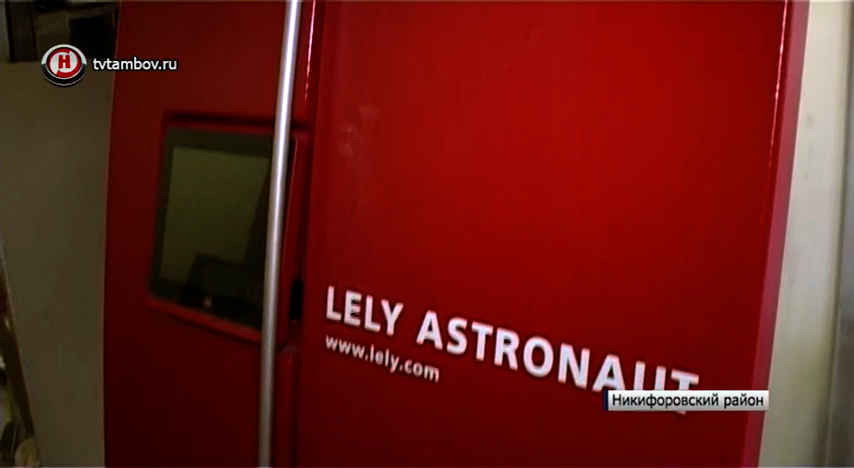 Н
tvtambov.ru
LELY ASTRONAUT
www.lely.com
Никифоровский район